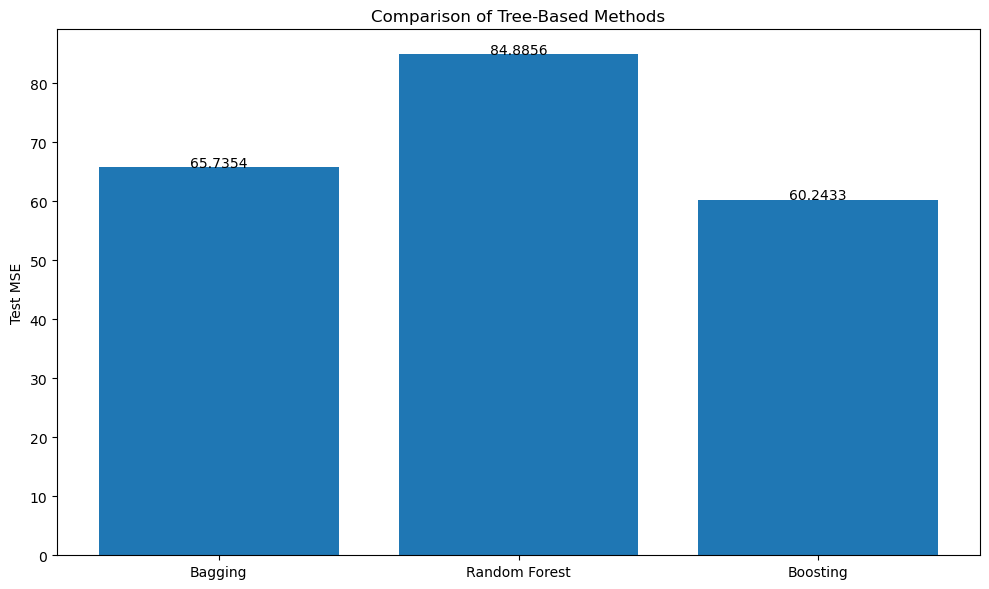 Comparison of Tree-Based Methods
Test MSE
80
70
60
50
40
30
20
10
0
65.7354
84.8856
60.2433
Bagging
Random Forest
Boosting